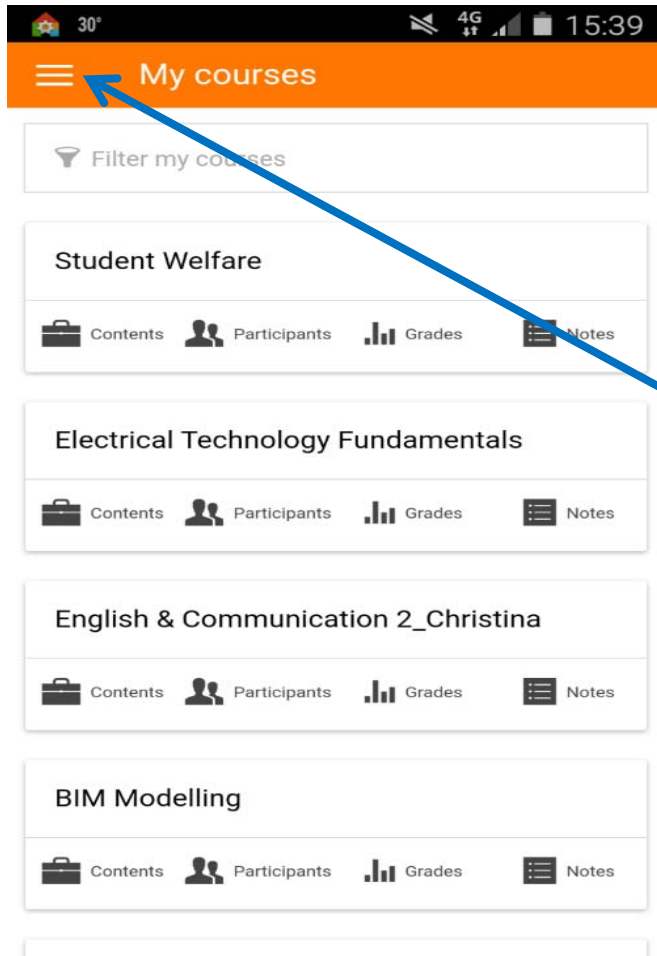 30° 4G 15:39
My courses
Filter my courses
Student Welfare
Contents Participants Grades Notes
Electrical Technology Fundamentals
Contents Participants Grades Notes
English & Communication 2_Christina
Contents Participants Grades Notes
BIM Modelling
Contents Participants Grades Notes